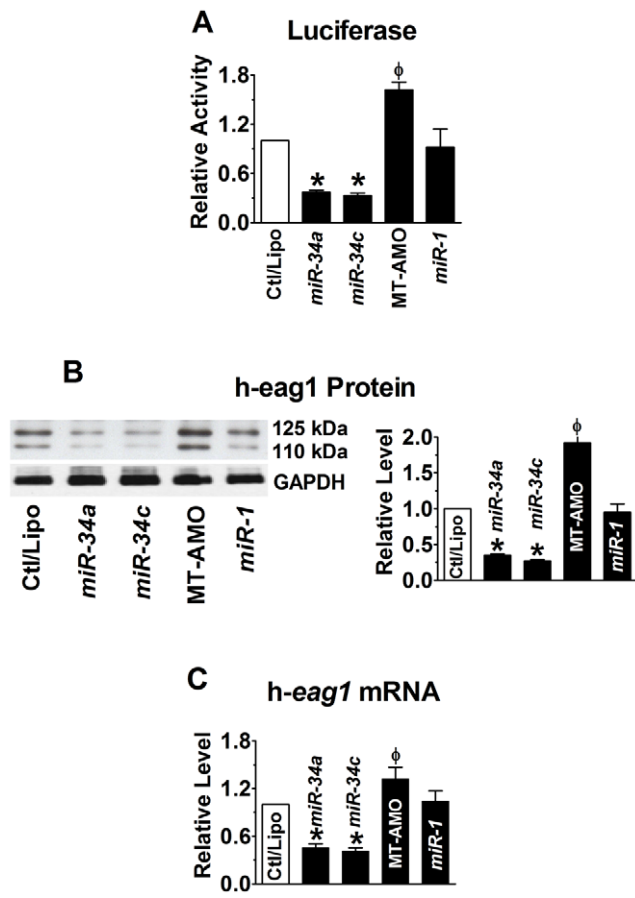 A
Luciferase
Relative Activity
1.8
1.2
0.6
0.0
*
*
ϕ
Ctl/Lipo
miR-34a
miR-34c
MT-AMO
miR-1
B
h-eag1 Protein
125 kDa
110 kDa
GAPDH
Ctl/Lipo
miR-34a
miR-34c
MT-AMO
miR-1
Relative Level
2.0
1.5
1.0
0.5
0.0
Ctl/Lipo
* miR-34a
* miR-34c
ϕ
MT-AMO
miR-1
C
h-eag1 mRNA
Relative Level
1.8
1.2
0.6
0.0
Ctl/Lipo
*miR-34a
*miR-34c
ϕ
MT-AMO
miR-1